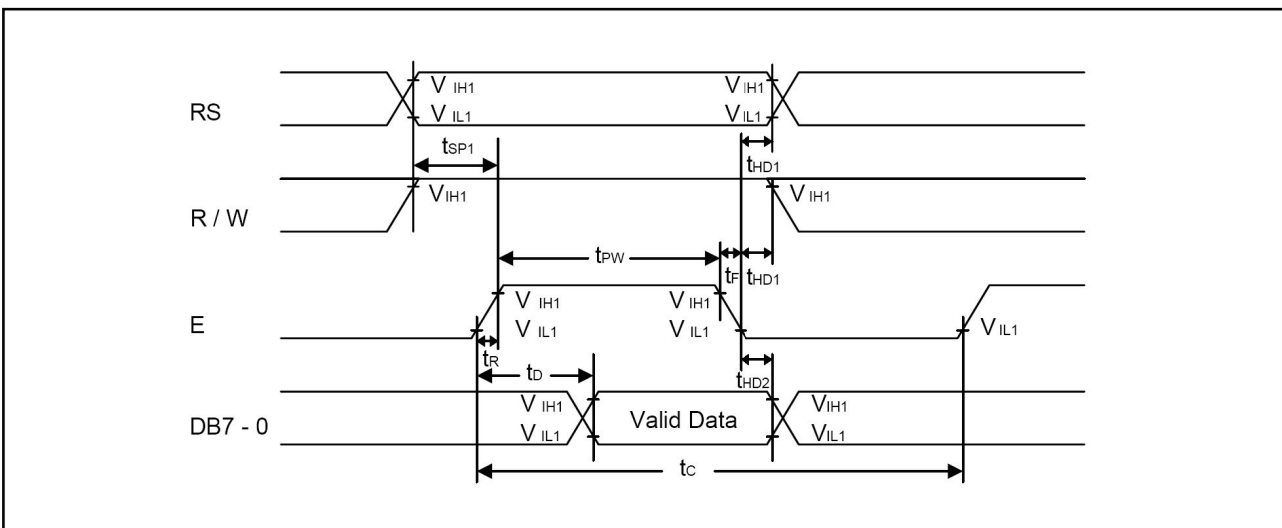 RS
V IH1
V IH1
V IL1
V IL1
tSP1
tHD1
R / W
VIH1
VIH1
tPW
tF
tHD1
E
V IH1
V IH1
V IL1
V IL1
V IL1
tR
tD
tHD2
DB7 - 0
V IH1
VIH1
V IL1
Valid Data
VIL1
tC